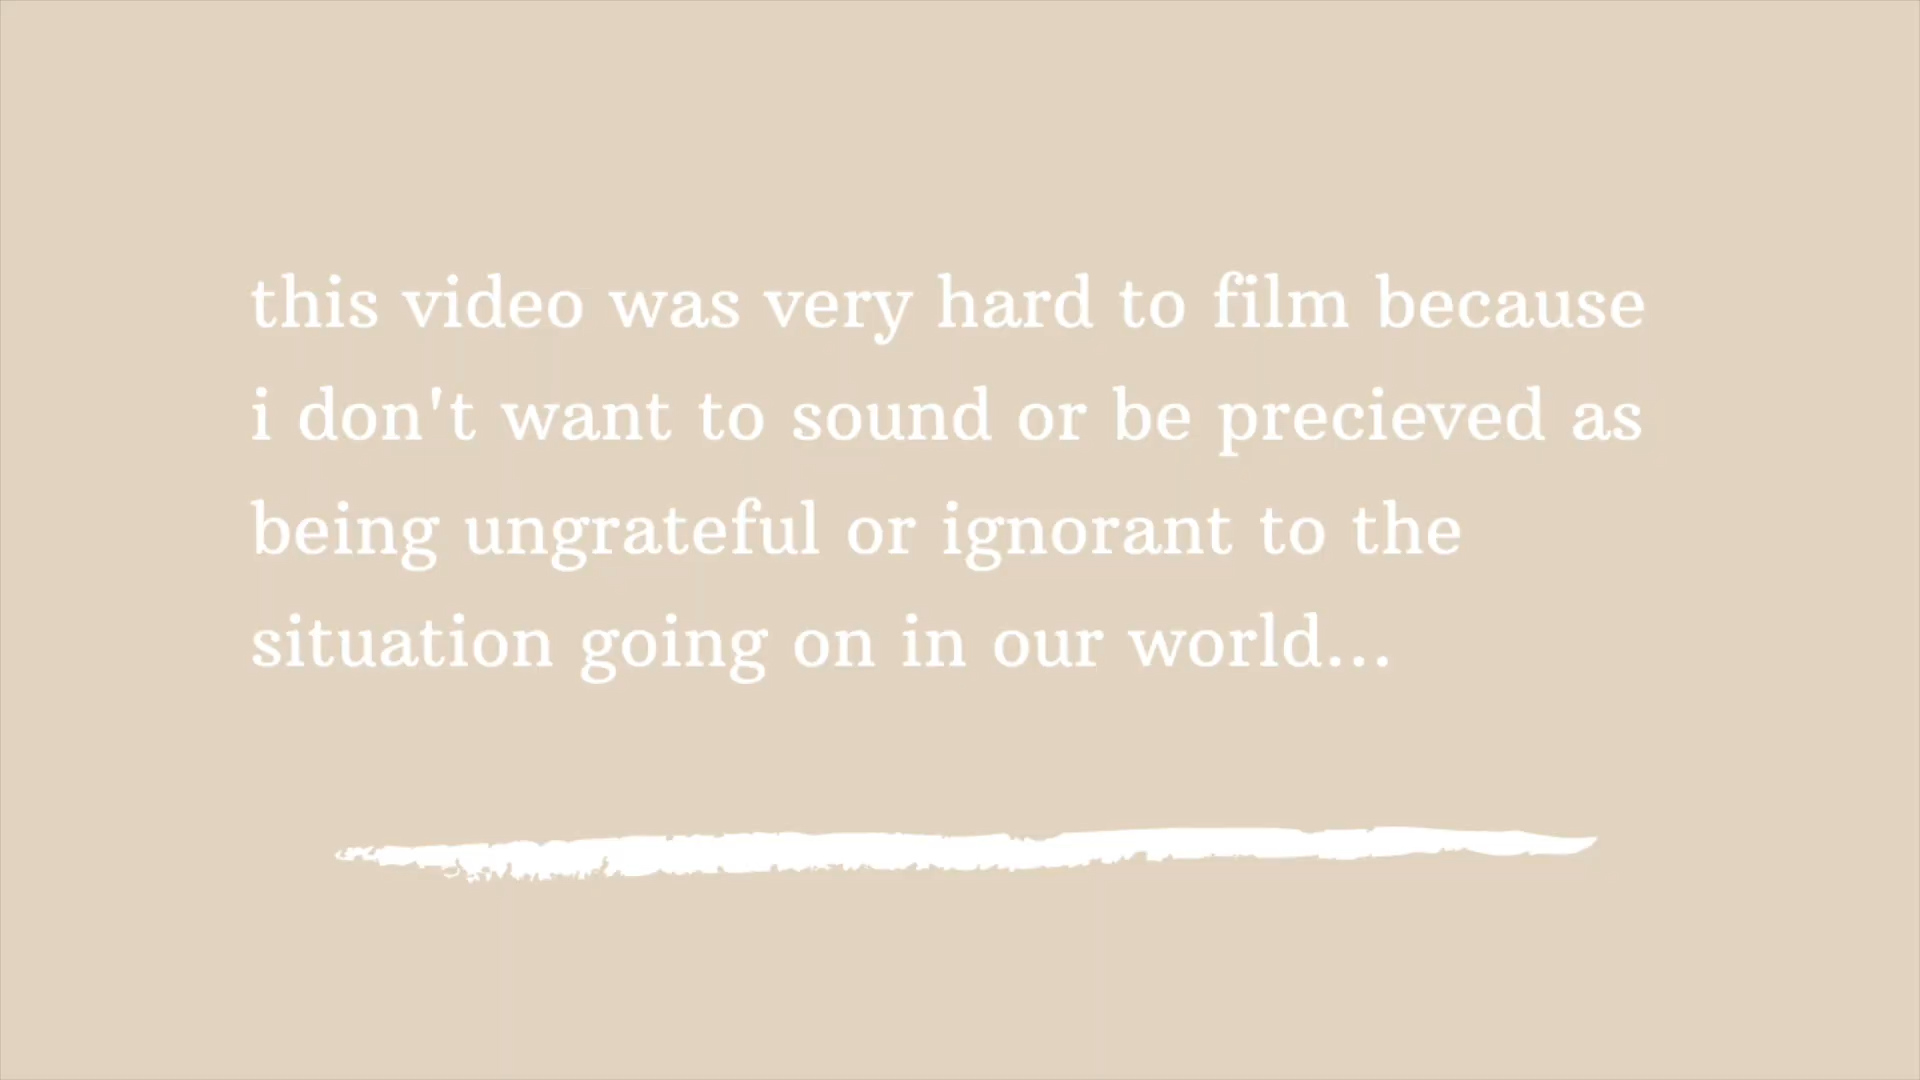 this video was very hard to film because
i don't want to sound or be precieved as
being ungrateful or ignorant to the
situation going on in our world...